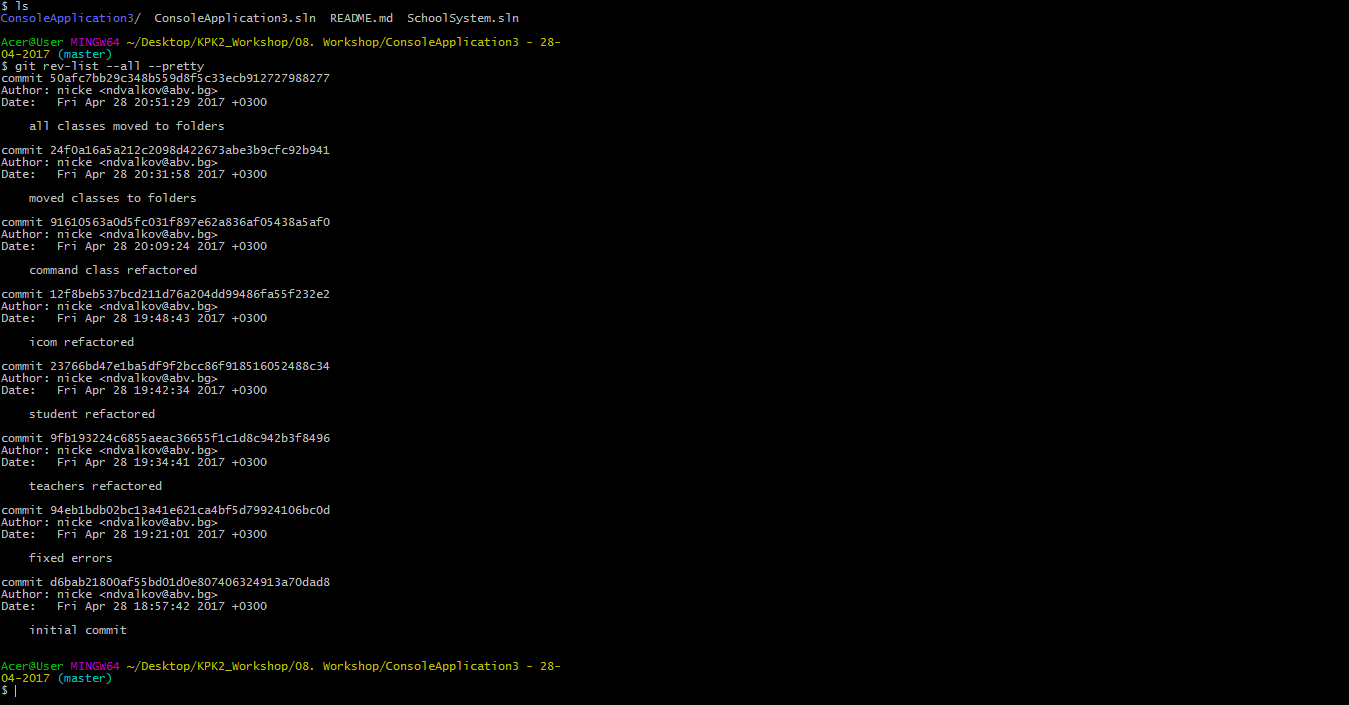 $ ls
ConsoleApplication3/  ConsoleApplication3.sln  README.md  SchoolSystem.sln
Acer@User MINGW64 ~/Desktop/KPK2_Workshop/08. Workshop/ConsoleApplication3 - 28-
04-2017 (master)
$ git rev-list --all --pretty
commit 50afc7bb29c348b559d8f5c33ecb912727988277
Author: nicke <ndvalkov@abv.bg>
Date:   Fri Apr 28 20:51:29 2017 +0300
    all classes moved to folders
commit 24f0a16a5a212c2098d422673abe3b9cfc92b941
Author: nicke <ndvalkov@abv.bg>
Date:   Fri Apr 28 20:31:58 2017 +0300
    moved classes to folders
commit 91610563a0d5fc031f897e62a836af05438a5af0
Author: nicke <ndvalkov@abv.bg>
Date:   Fri Apr 28 20:09:24 2017 +0300
    command class refactored
commit 12f8beb537bcd211d76a204dd99486fa55f232e2
Author: nicke <ndvalkov@abv.bg>
Date:   Fri Apr 28 19:48:43 2017 +0300
    icom refactored
commit 23766bd47e1ba5df9f2bcc86f918516052488c34
Author: nicke <ndvalkov@abv.bg>
Date:   Fri Apr 28 19:42:34 2017 +0300
    student refactored
commit 9fb193224c6855aeac36655f1c1d8c942b3f8496
Author: nicke <ndvalkov@abv.bg>
Date:   Fri Apr 28 19:34:41 2017 +0300
    teachers refactored
commit 94eb1bdb02bc13a41e621ca4bf5d79924106bc0d
Author: nicke <ndvalkov@abv.bg>
Date:   Fri Apr 28 19:21:01 2017 +0300
    fixed errors
commit d6bab21800af55bd01d0e807406324913a70dad8
Author: nicke <ndvalkov@abv.bg>
Date:   Fri Apr 28 18:57:42 2017 +0300
    initial commit
Acer@User MINGW64 ~/Desktop/KPK2_Workshop/08. Workshop/ConsoleApplication3 - 28-
04-2017 (master)
$